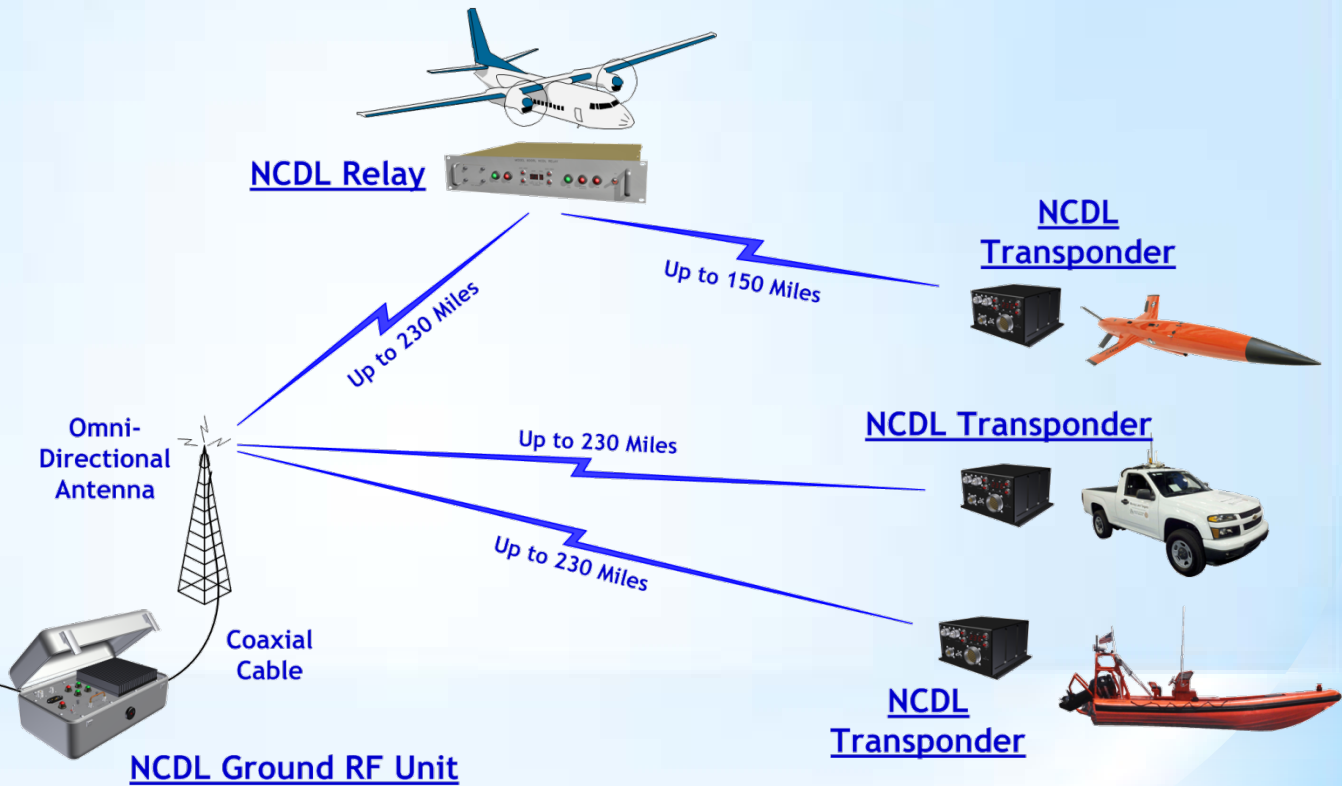 NCDL Relay
NCDL
Transponder
Up to 150 Miles
Up to 230 Miles
Omni-
Directional
Antenna
Up to 230 Miles
NCDL Transponder
Up to 230 Miles
Coaxial
Cable
NCDL
Transponder
NCDL Ground RF Unit